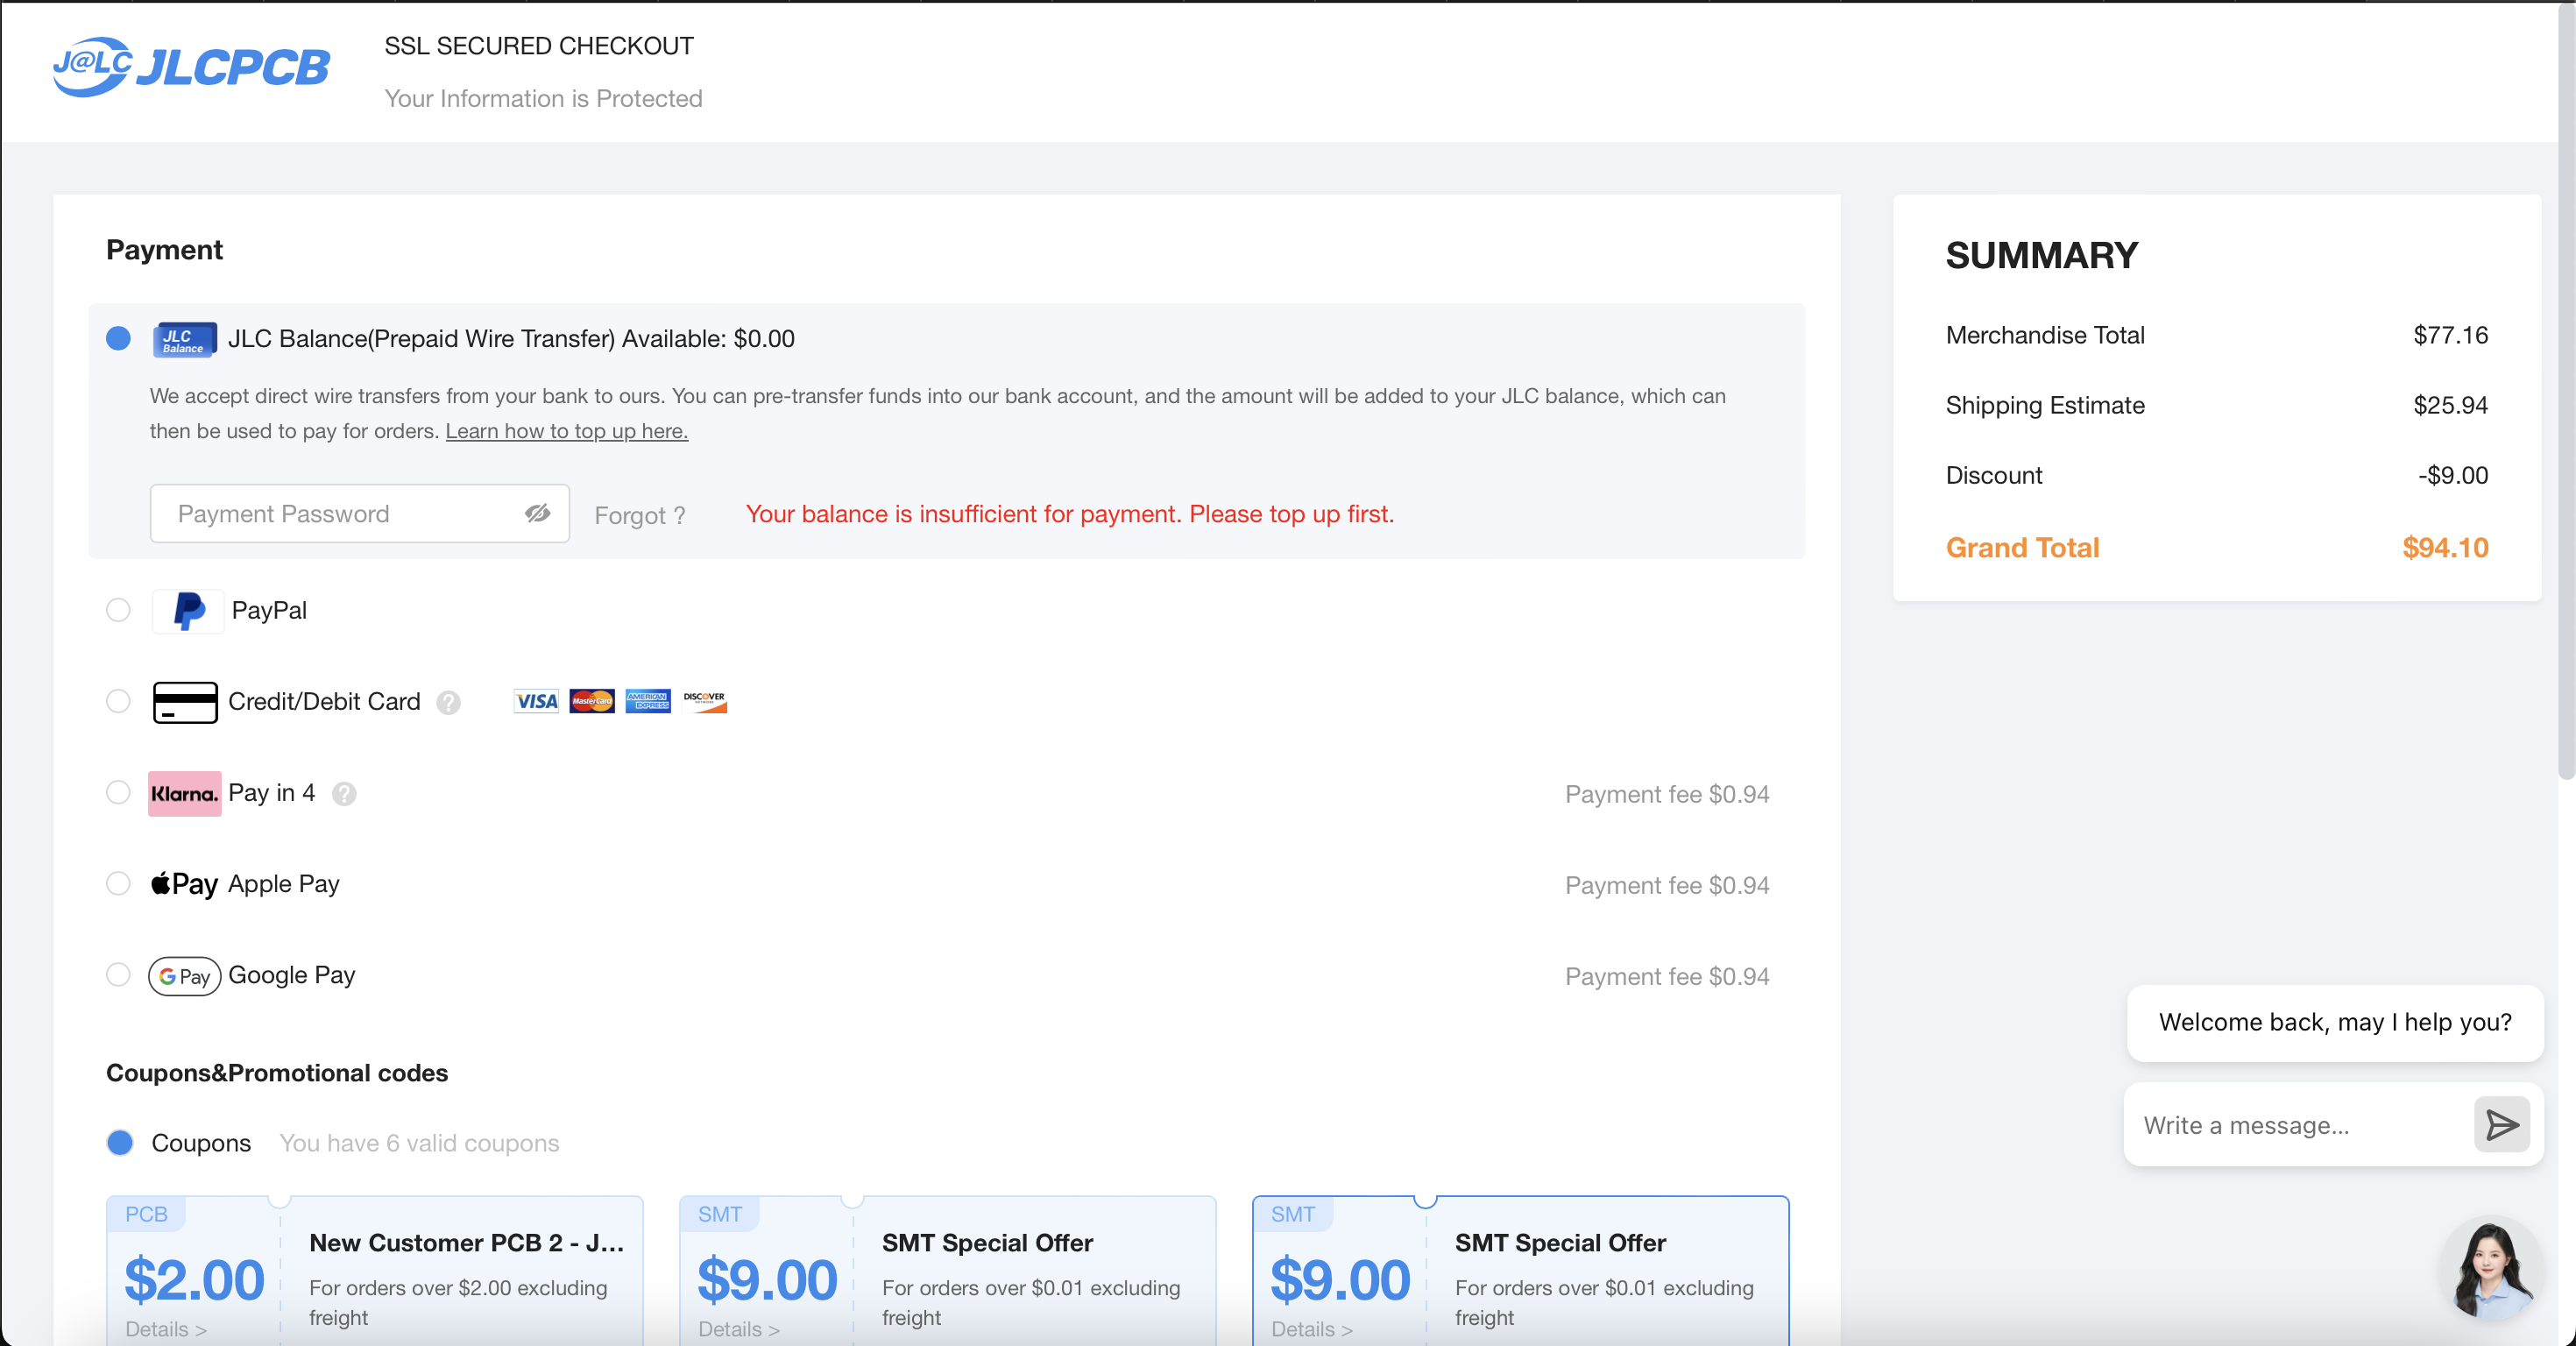 J@LC JLCPCB
SSL SECURED CHECKOUT
Your Information is Protected
Payment
JLC Balance JLC Balance(Prepaid Wire Transfer) Available: $0.00
We accept direct wire transfers from your bank to ours. You can pre-transfer funds into our bank account, and the amount will be added to your JLC balance, which can
then be used to pay for orders. Learn how to top up here.
Payment Password Forgot ? Your balance is insufficient for payment. Please top up first.
PayPal
Credit/Debit Card ? VISA MasterCard AMERICAN EXPRESS DISCOVER NETWORK
Klarna. Pay in 4 ? Payment fee $0.94
Pay Apple Pay Payment fee $0.94
G Pay Google Pay Payment fee $0.94
Coupons&Promotional codes
Coupons You have 6 valid coupons
PCB
$2.00
Details >
New Customer PCB 2 - J...
For orders over $2.00 excluding
freight
SMT
$9.00
Details >
SMT Special Offer
For orders over $0.01 excluding
freight
SMT
$9.00
Details >
SMT Special Offer
For orders over $0.01 excluding
freight
SUMMARY
Merchandise Total $77.16
Shipping Estimate $25.94
Discount -$9.00
Grand Total $94.10
Welcome back, may I help you?
Write a message...